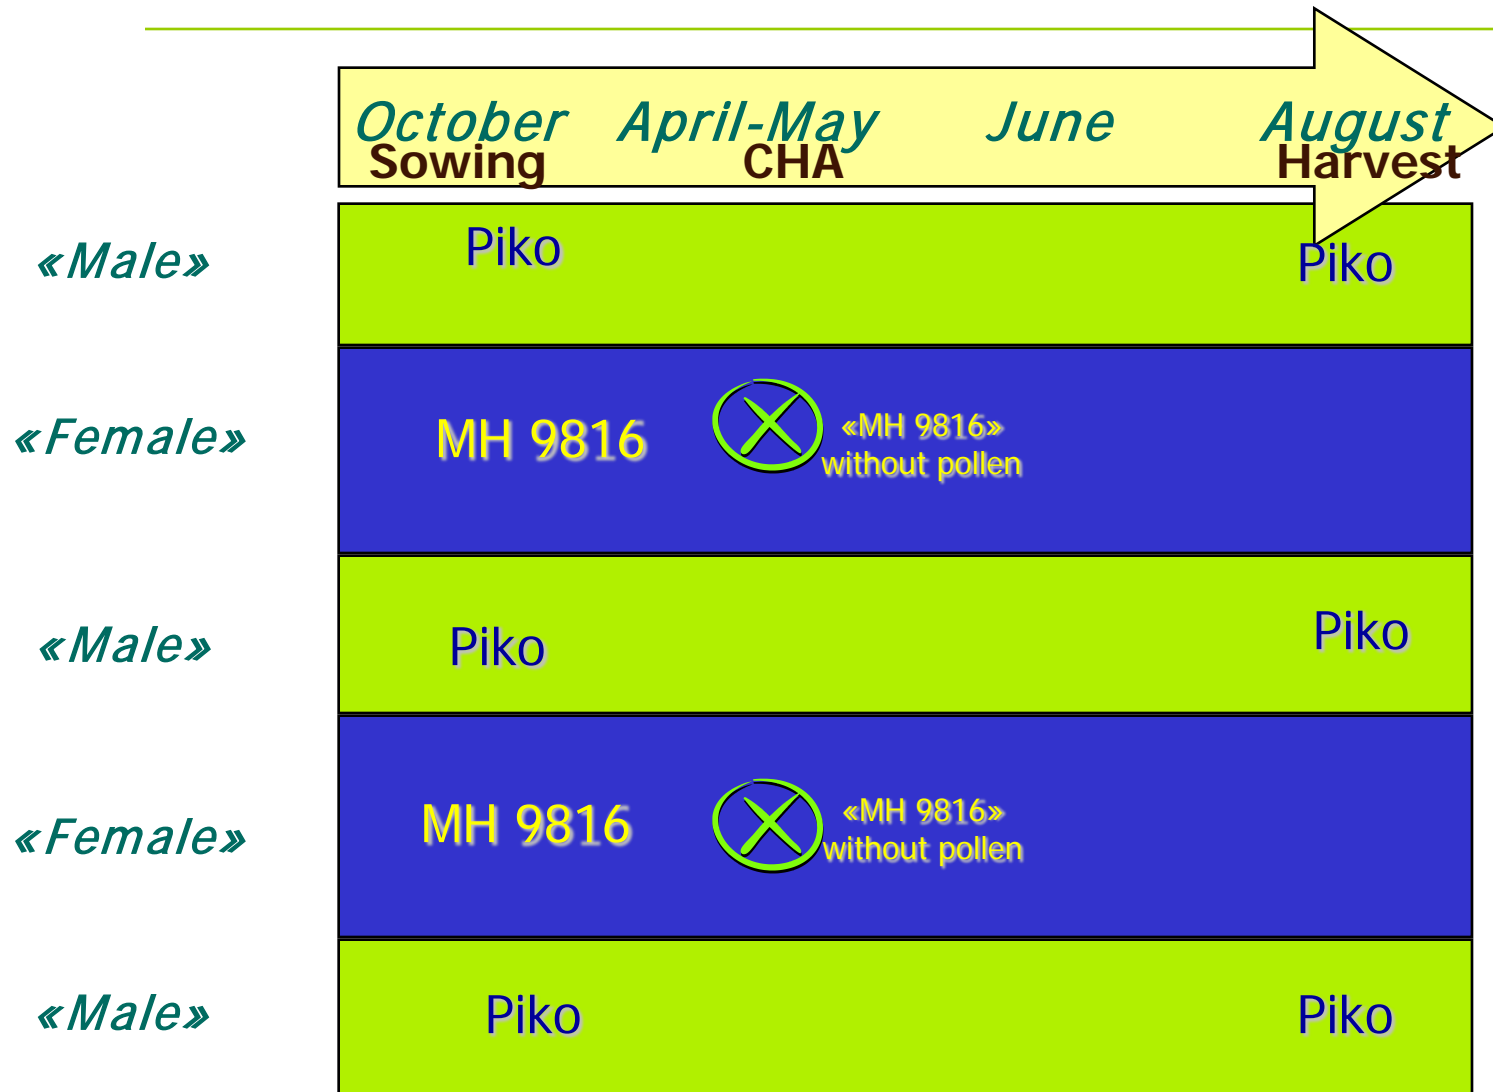 October April-May June August
Sowing CHA Harvest
«Male» Piko Piko
«Female» MH 9816 «MH 9816»
without pollen
«Male» Piko Piko
«Female» MH 9816 «MH 9816»
without pollen
«Male» Piko Piko